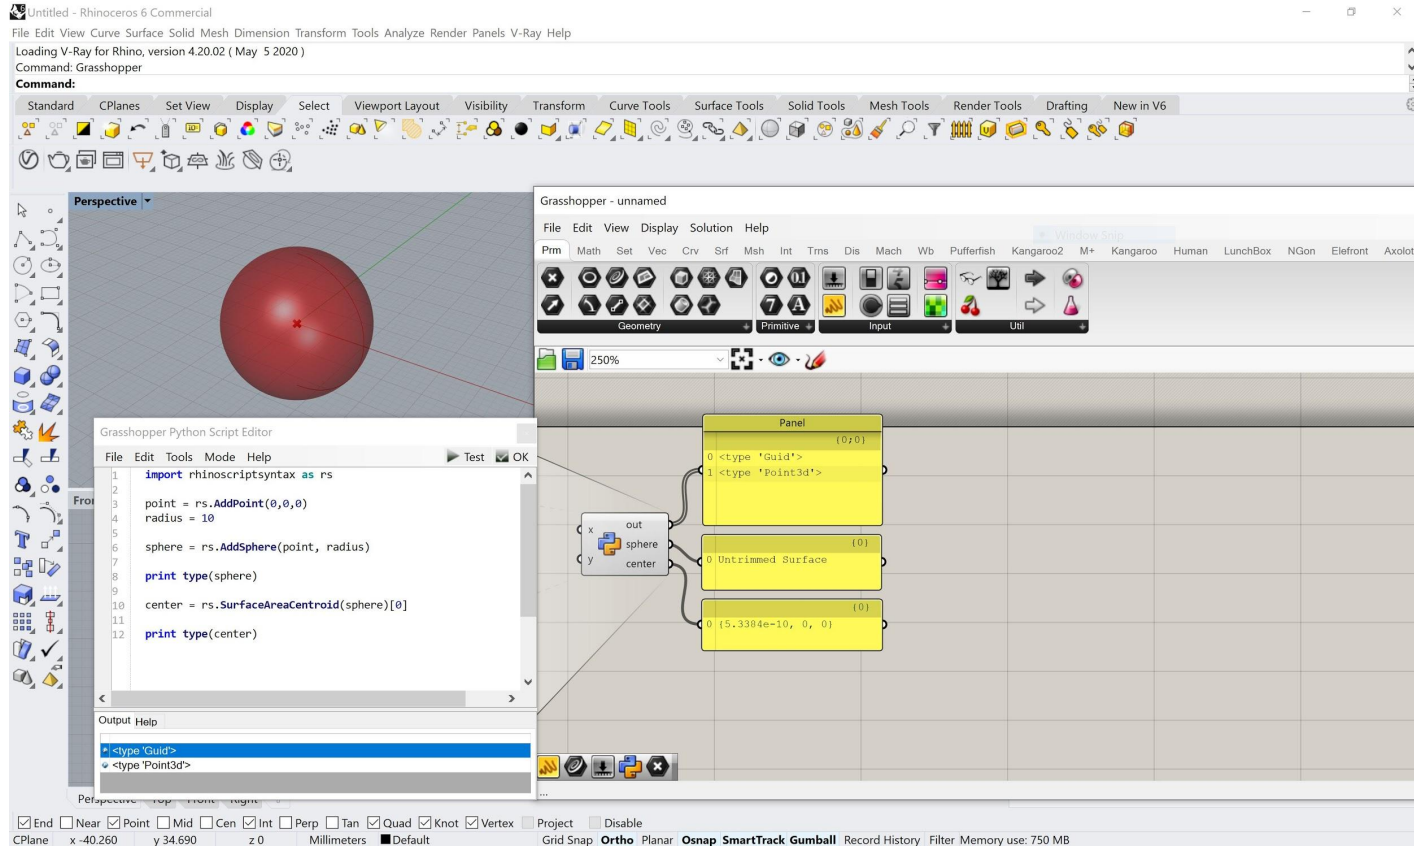 Untitled - Rhinoceros 6 Commercial
File Edit View Curve Surface Solid Mesh Dimension Transform Tools Analyze Render Panels V-Ray Help
Loading V-Ray for Rhino, version 4.20.02 ( May 5 2020 )
Command: Grasshopper
Command:
Standard CPlanes Set View Display Select Viewport Layout Visibility Transform Curve Tools Surface Tools Solid Tools Mesh Tools Render Tools Drafting New in V6
Perspective
Grasshopper - unnamed
File Edit View Display Solution Help
Window Snip
Prm Math Set Vec Crv Srf Msh Int Trns Dis Mach Wb Pufferfish Kangaroo2 M+ Kangaroo Human LunchBox NGon Elefront Axolot
Geometry Primitive Input Util
250%
Panel
{0;0}
0 <type 'Guid'>
1 <type 'Point3d'>
x out
sphere
y center
{0}
0 Untrimmed Surface
{0}
0 {5.3384e-10, 0, 0}
Grasshopper Python Script Editor
File Edit Tools Mode Help Test OK
Fron
1 import rhinoscriptsyntax as rs
2
3 point = rs.AddPoint(0,0,0)
4 radius = 10
5
6 sphere = rs.AddSphere(point, radius)
7
8 print type(sphere)
9
10 center = rs.SurfaceAreaCentroid(sphere)[0]
11
12 print type(center)
Output Help
<type 'Guid'>
<type 'Point3d'>
...
Perspective Top Front Right
End Near Point Mid Cen Int Perp Tan Quad Knot Vertex Project Disable
CPlane x -40.260 y 34.690 z 0 Millimeters Default Grid Snap Ortho Planar Osnap SmartTrack Gumball Record History Filter Memory use: 750 MB